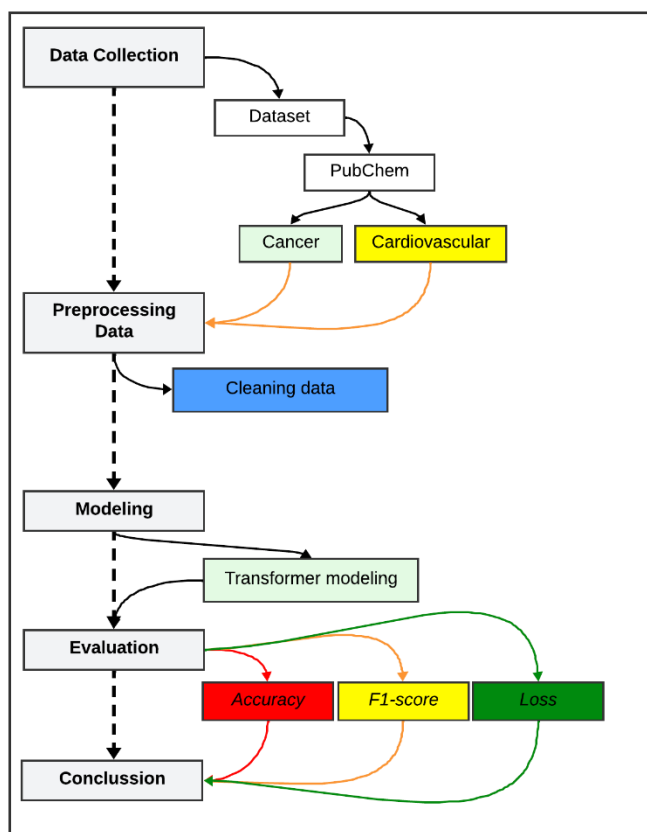 Data Collection
Dataset
PubChem
Cancer
Cardiovascular
Preprocessing
Data
Cleaning data
Modeling
Transformer modeling
Evaluation
Accuracy
F1-score
Loss
Conclussion